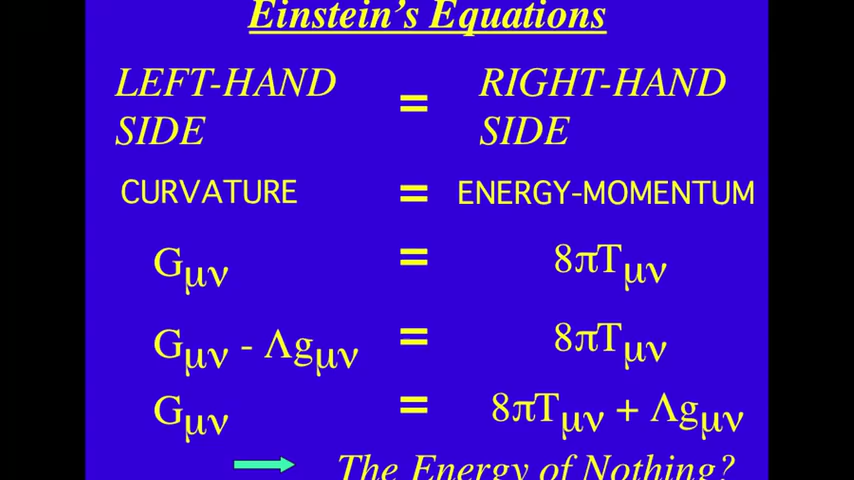 Einstein's Equations
LEFT-HAND SIDE = RIGHT-HAND SIDE
CURVATURE = ENERGY-MOMENTUM
Gμν = 8πTμν
Gμν - Λgμν = 8πTμν
Gμν = 8πTμν + Λgμν
The Energy of Nothing?